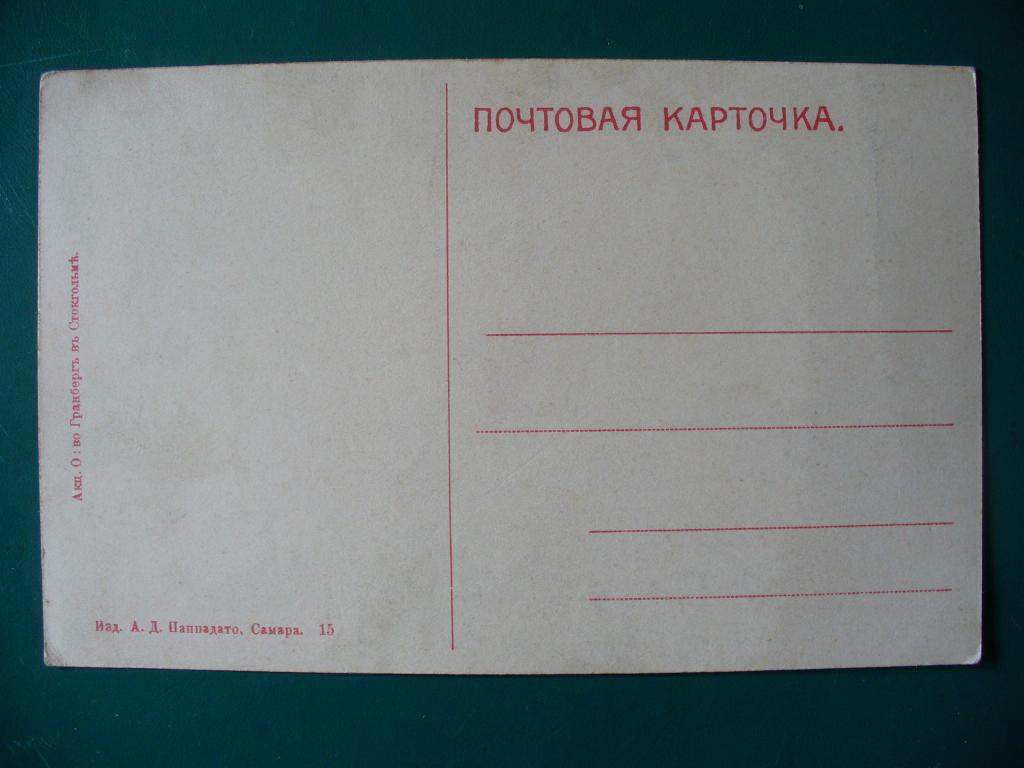 ПОЧТОВАЯ КАРТОЧКА.
Акц. О: во Гранбергъ въ Стокгольмѣ.
Изд. А. Д. Паппадато, Самара. 15